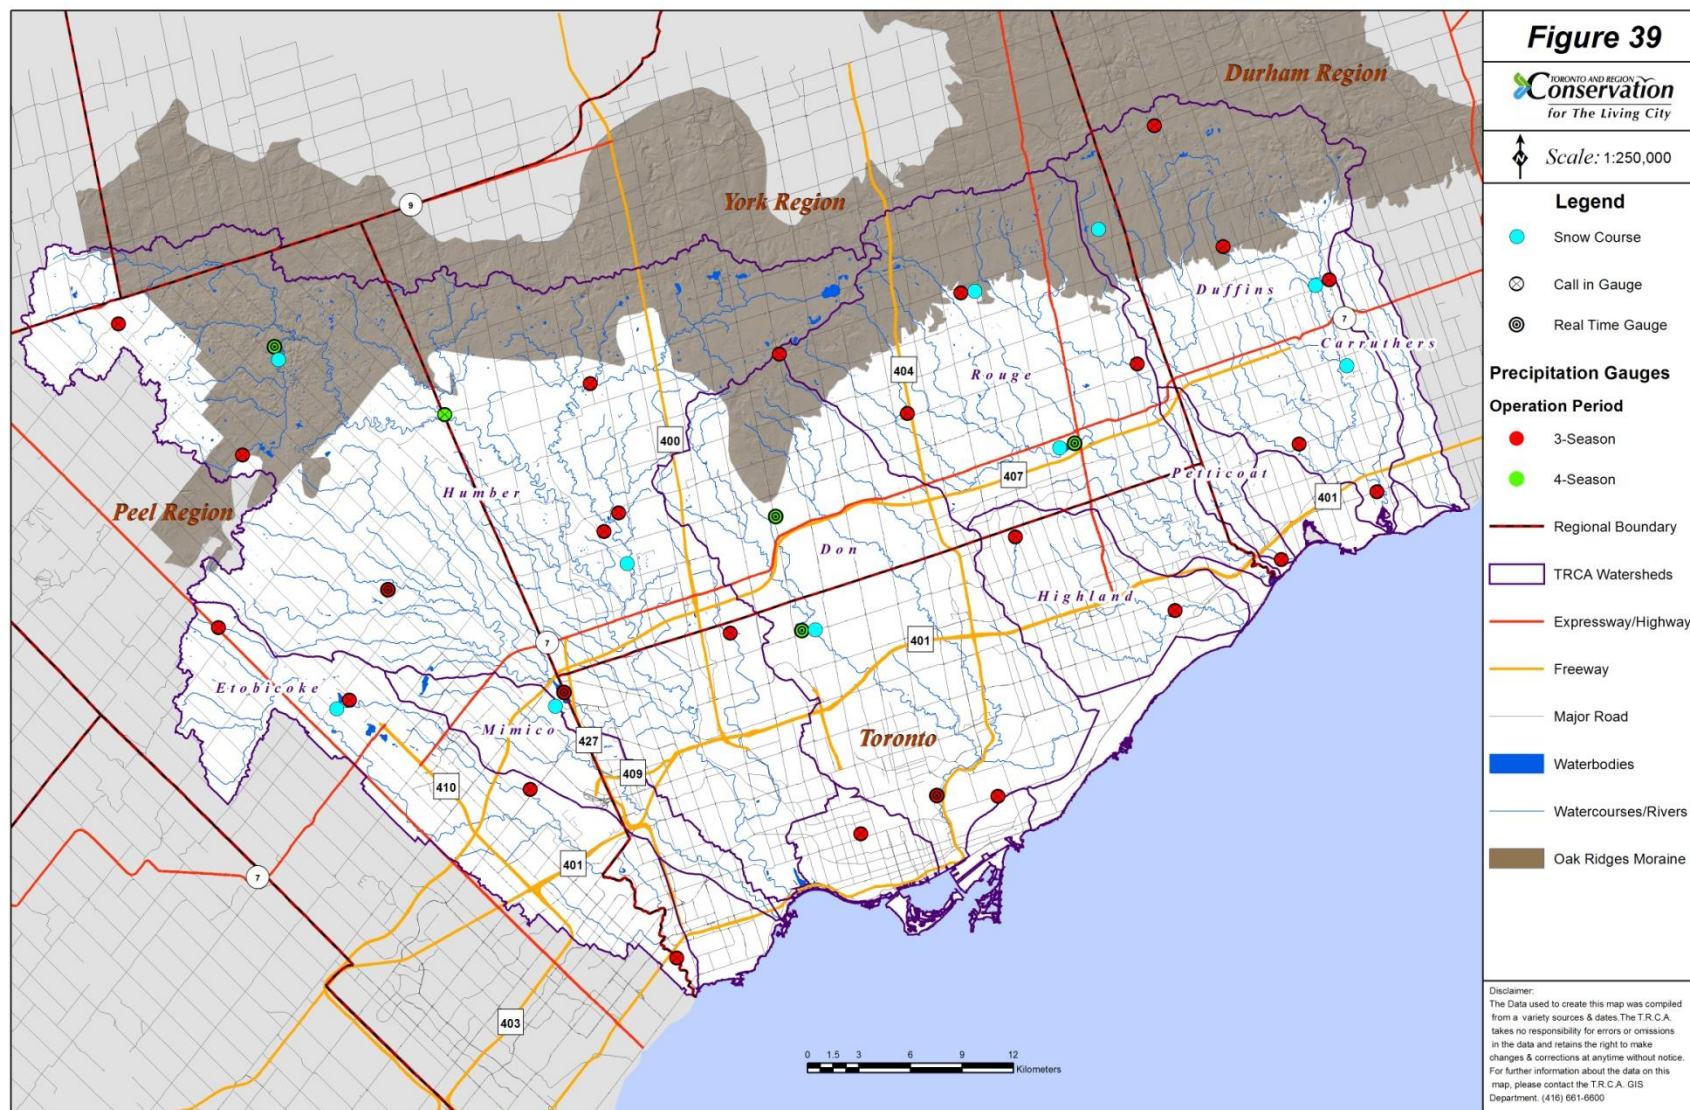 Figure 39
TORONTO AND REGION
Conservation
for The Living City
N
Scale: 1:250,000
Legend
Snow Course
Call in Gauge
Real Time Gauge
Precipitation Gauges
Operation Period
3-Season
4-Season
Regional Boundary
TRCA Watersheds
Expressway/Highway
Freeway
Major Road
Waterbodies
Watercourses/Rivers
Oak Ridges Moraine
Disclaimer:
The Data used to create this map was compiled
from a variety sources & dates.The T.R.C.A.
takes no responsibility for errors or omissions
in the data and retains the right to make
changes & corrections at anytime without notice.
For further information about the data on this
map, please contact the T.R.C.A. GIS
Department. (416) 661-6600
Durham Region
York Region
9
Duffins
7
Carruthers
404
Rouge
400
407
Humber
Petticoat
401
Peel Region
Don
Highland
401
7
Etobicoke
Mimico
427
Toronto
409
410
401
7
403
0 1.5 3 6 9 12
Kilometers